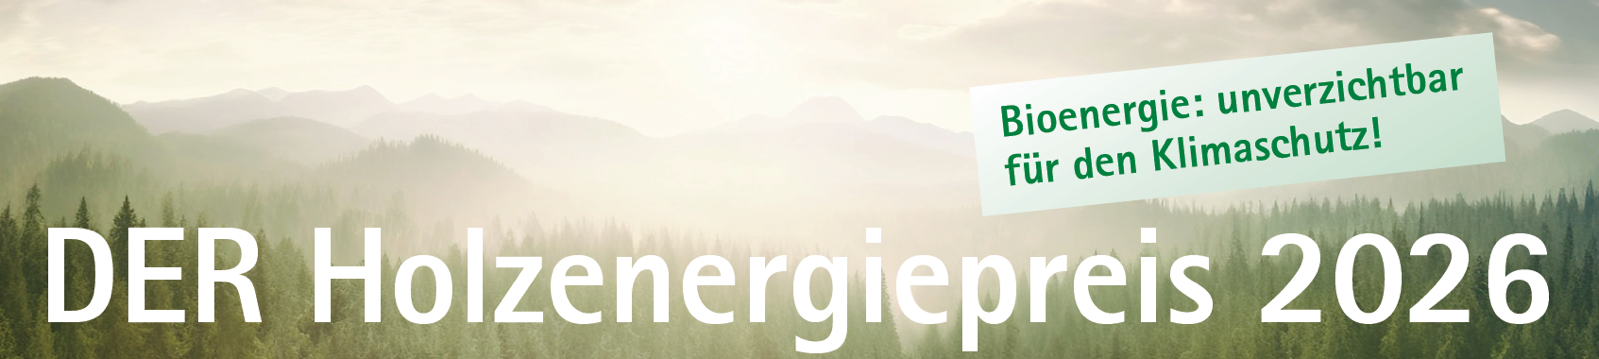 Bioenergie: unverzichtbar
für den Klimaschutz!
DER Holzenergiepreis 2026